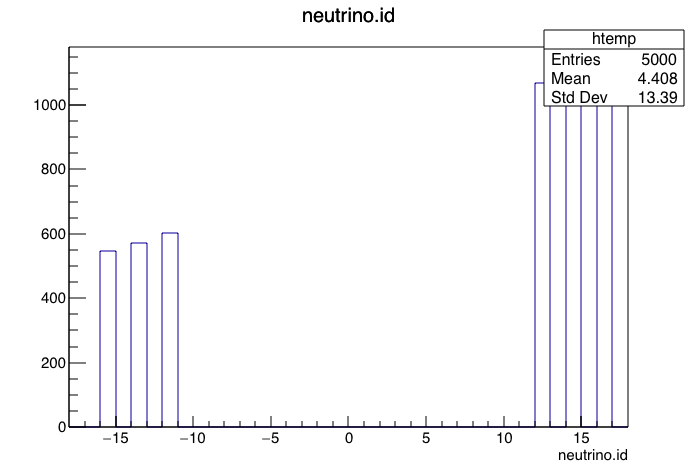 neutrino.id
htemp
Entries 5000
Mean 4.408
Std Dev 13.39
1000
800
600
400
200
0
−15 −10 −5 0 5 10 15
neutrino.id